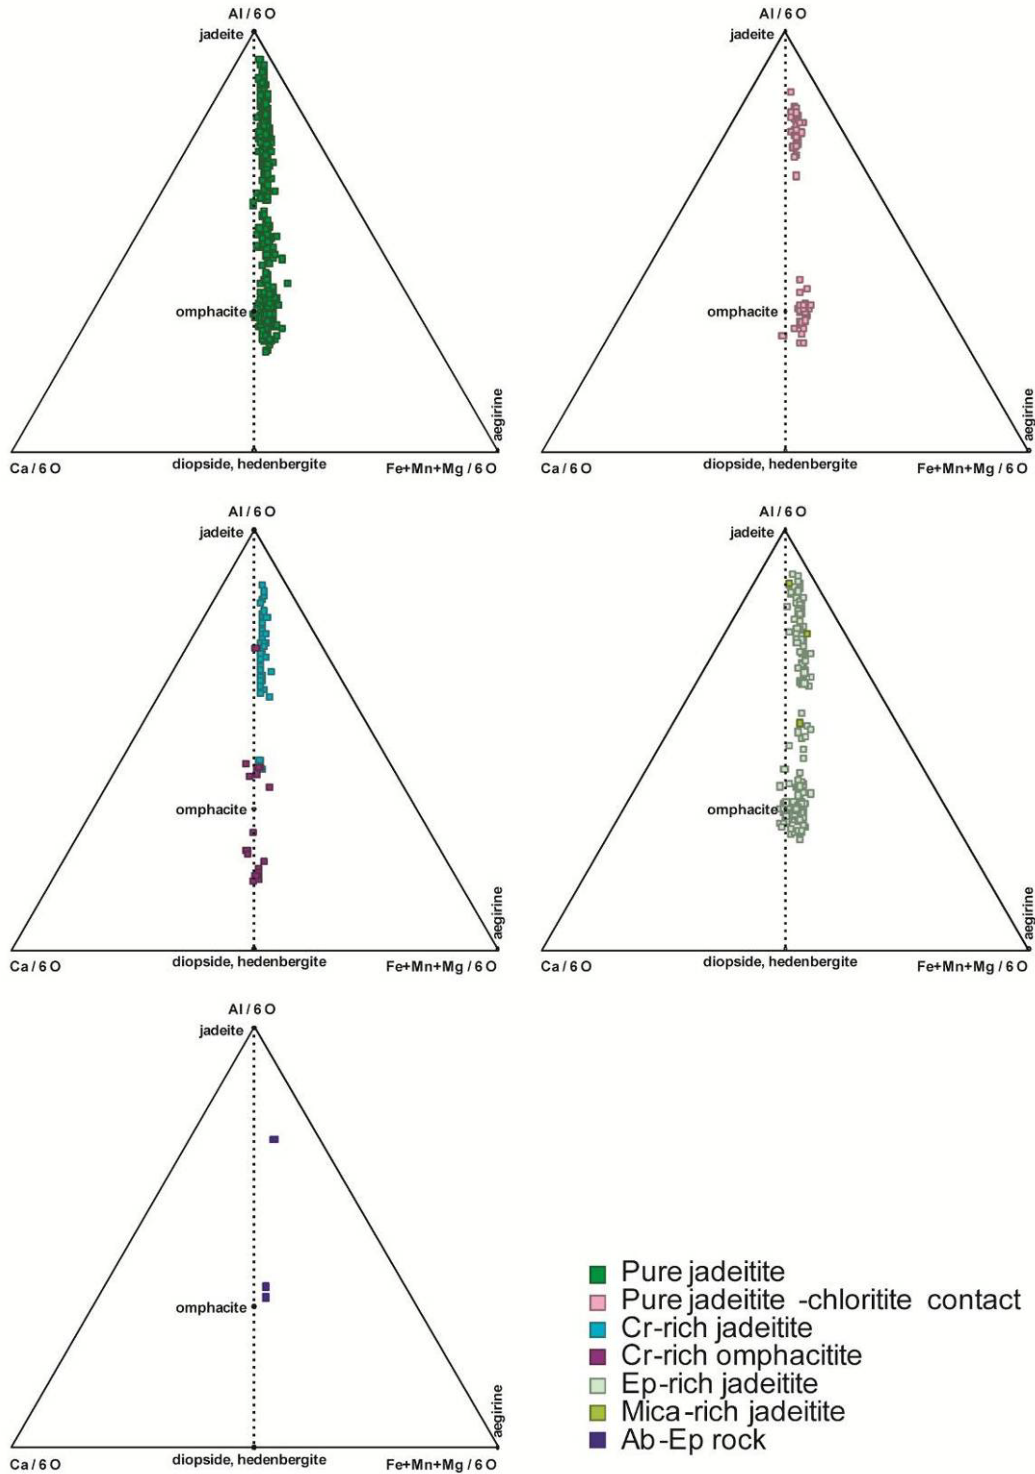 Al / 6 O
jadeite
omphacite
aegirine
Ca / 6 O
diopside, hedenbergite
Fe+Mn+Mg / 6 O
Al / 6 O
jadeite
omphacite
aegirine
Ca / 6 O
diopside, hedenbergite
Fe+Mn+Mg / 6 O
Al / 6 O
jadeite
omphacite
aegirine
Ca / 6 O
diopside, hedenbergite
Fe+Mn+Mg / 6 O
Al / 6 O
jadeite
omphacite
aegirine
Ca / 6 O
diopside, hedenbergite
Fe+Mn+Mg / 6 O
Al / 6 O
jadeite
omphacite
aegirine
Ca / 6 O
diopside, hedenbergite
Fe+Mn+Mg / 6 O
Pure jadeitite
Pure jadeitite -chloritite contact
Cr-rich jadeitite
Cr-rich omphacitite
Ep-rich jadeitite
Mica-rich jadeitite
Ab-Ep rock